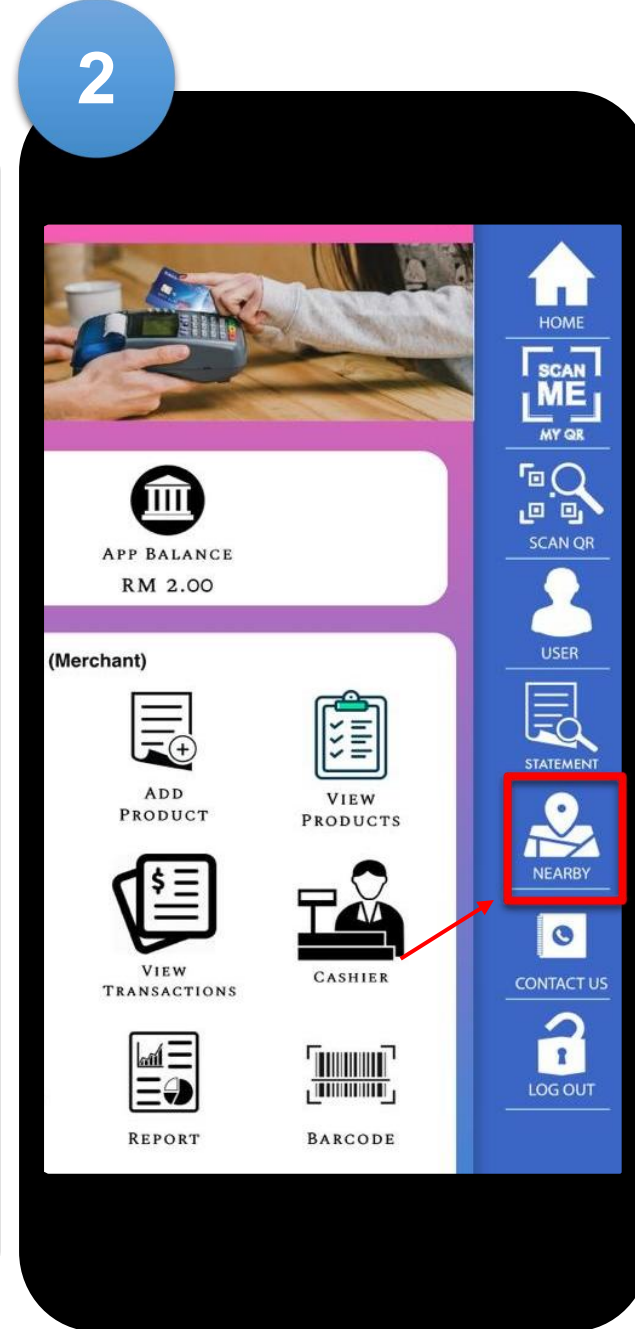 2
HOME
SCAN
ME
MY QR
SCAN QR
USER
STATEMENT
NEARBY
CONTACT US
LOG OUT
APP BALANCE
RM 2.00
(Merchant)
ADD
PRODUCT
VIEW
PRODUCTS
$
VIEW
TRANSACTIONS
CASHIER
REPORT
BARCODE